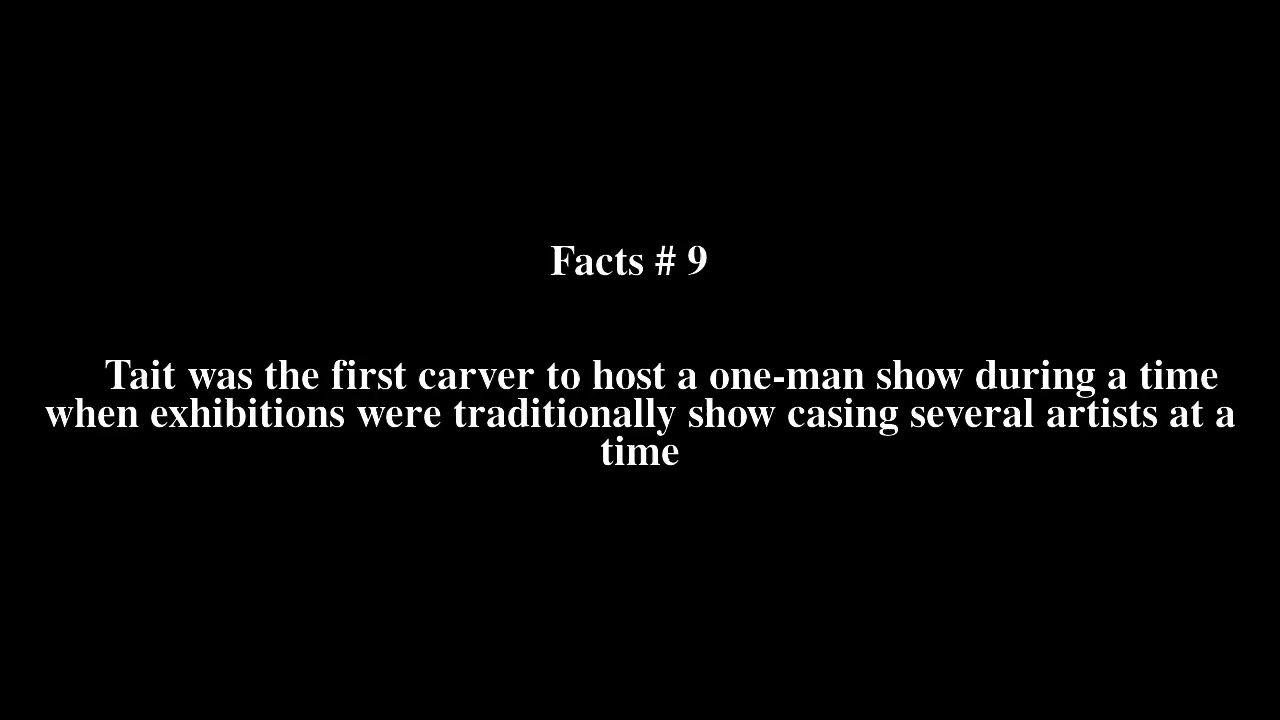 Facts # 9
Tait was the first carver to host a one-man show during a time
when exhibitions were traditionally show casing several artists at a
time